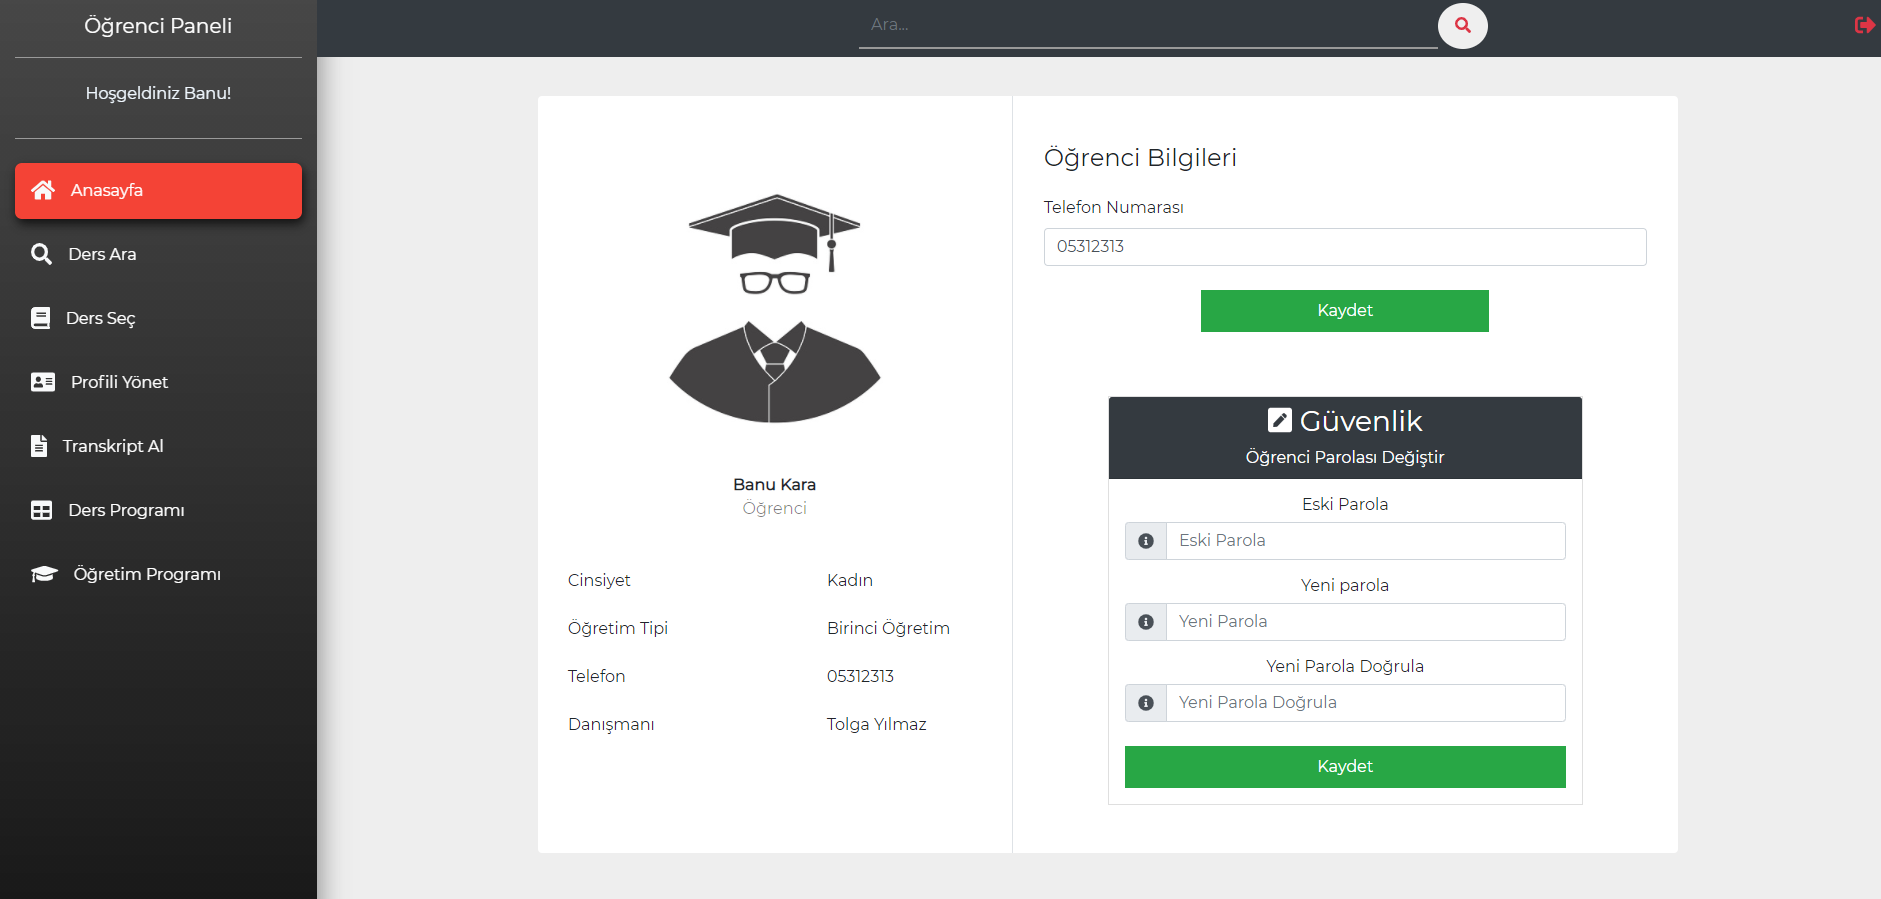 Öğrenci Paneli
Hoşgeldiniz Banu!
Anasayfa
Ders Ara
Ders Seç
Profili Yönet
Transkript Al
Ders Programı
Öğretim Programı
Ara...
Banu Kara
Öğrenci
Cinsiyet Kadın
Öğretim Tipi Birinci Öğretim
Telefon 05312313
Danışmanı Tolga Yılmaz
Öğrenci Bilgileri
Telefon Numarası
05312313
Kaydet
Güvenlik
Öğrenci Parolası Değiştir
Eski Parola
Eski Parola
Yeni parola
Yeni Parola
Yeni Parola Doğrula
Yeni Parola Doğrula
Kaydet